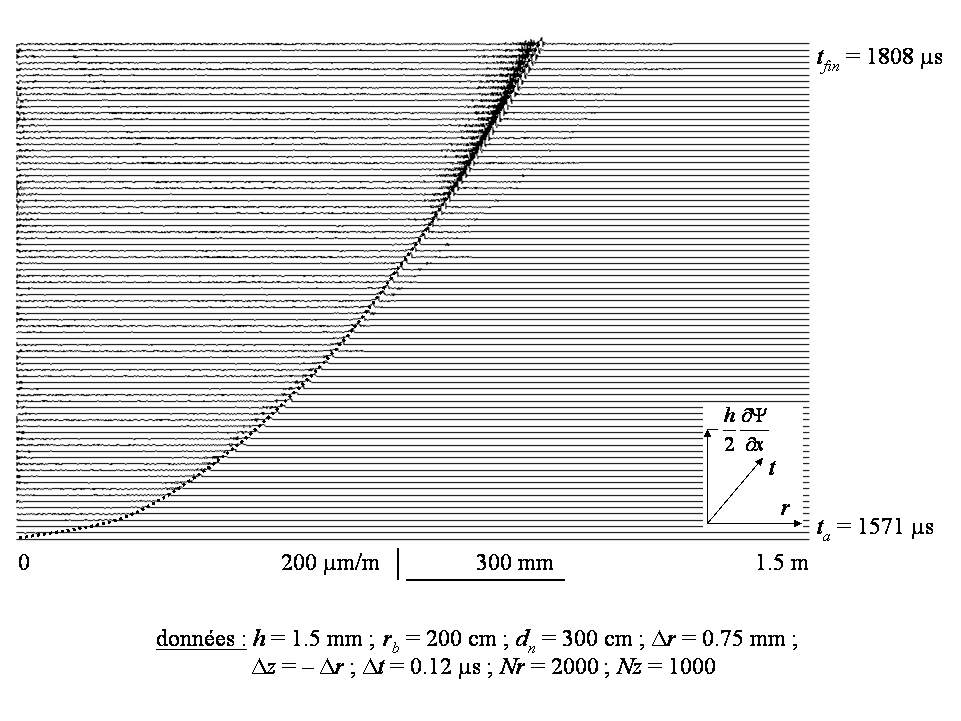 t_fin = 1808 µs
h ∂Ψ
2 ∂x
t
r
t_a = 1571 µs
0 200 µm/m 300 mm 1.5 m
données : h = 1.5 mm ; r_b = 200 cm ; d_n = 300 cm ; Δr = 0.75 mm ;
Δz = – Δr ; Δt = 0.12 µs ; Nr = 2000 ; Nz = 1000